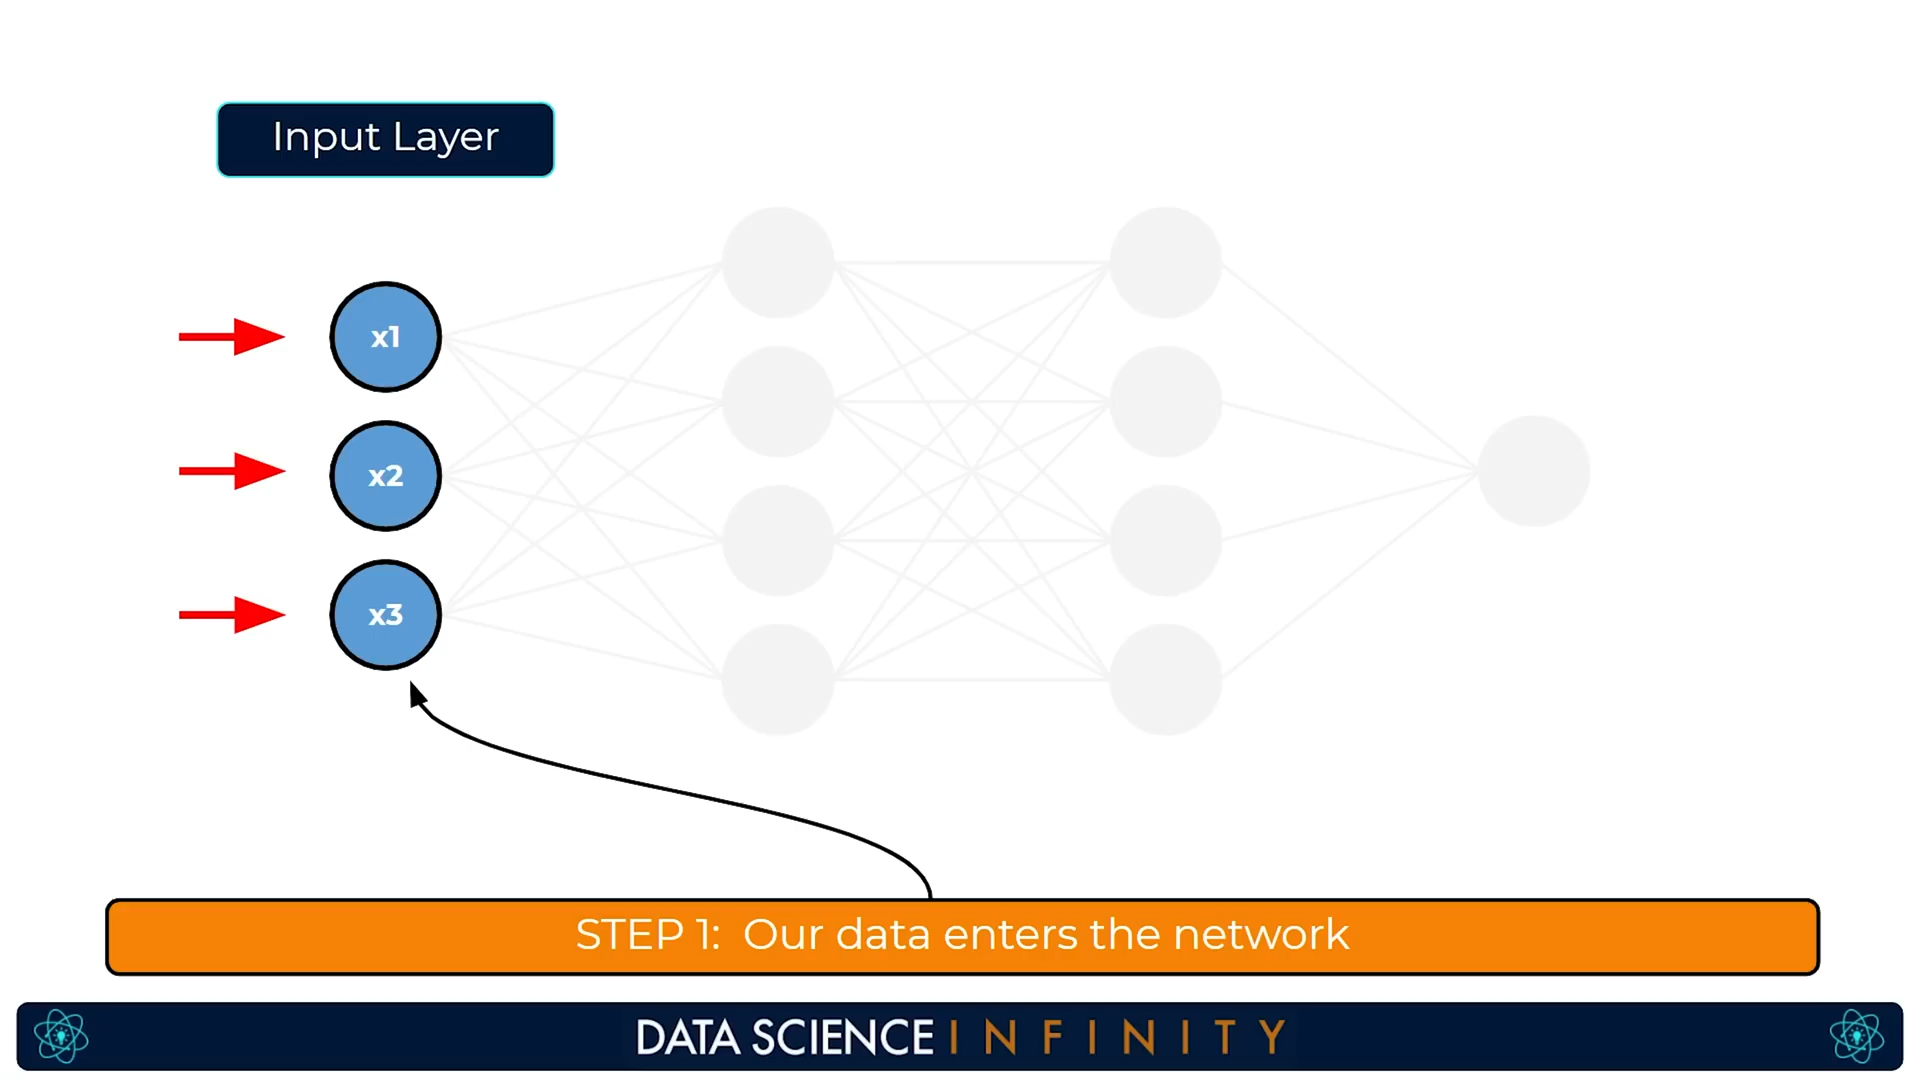 Input Layer
x1
x2
x3
STEP 1: Our data enters the network
DATA SCIENCE INFINITY